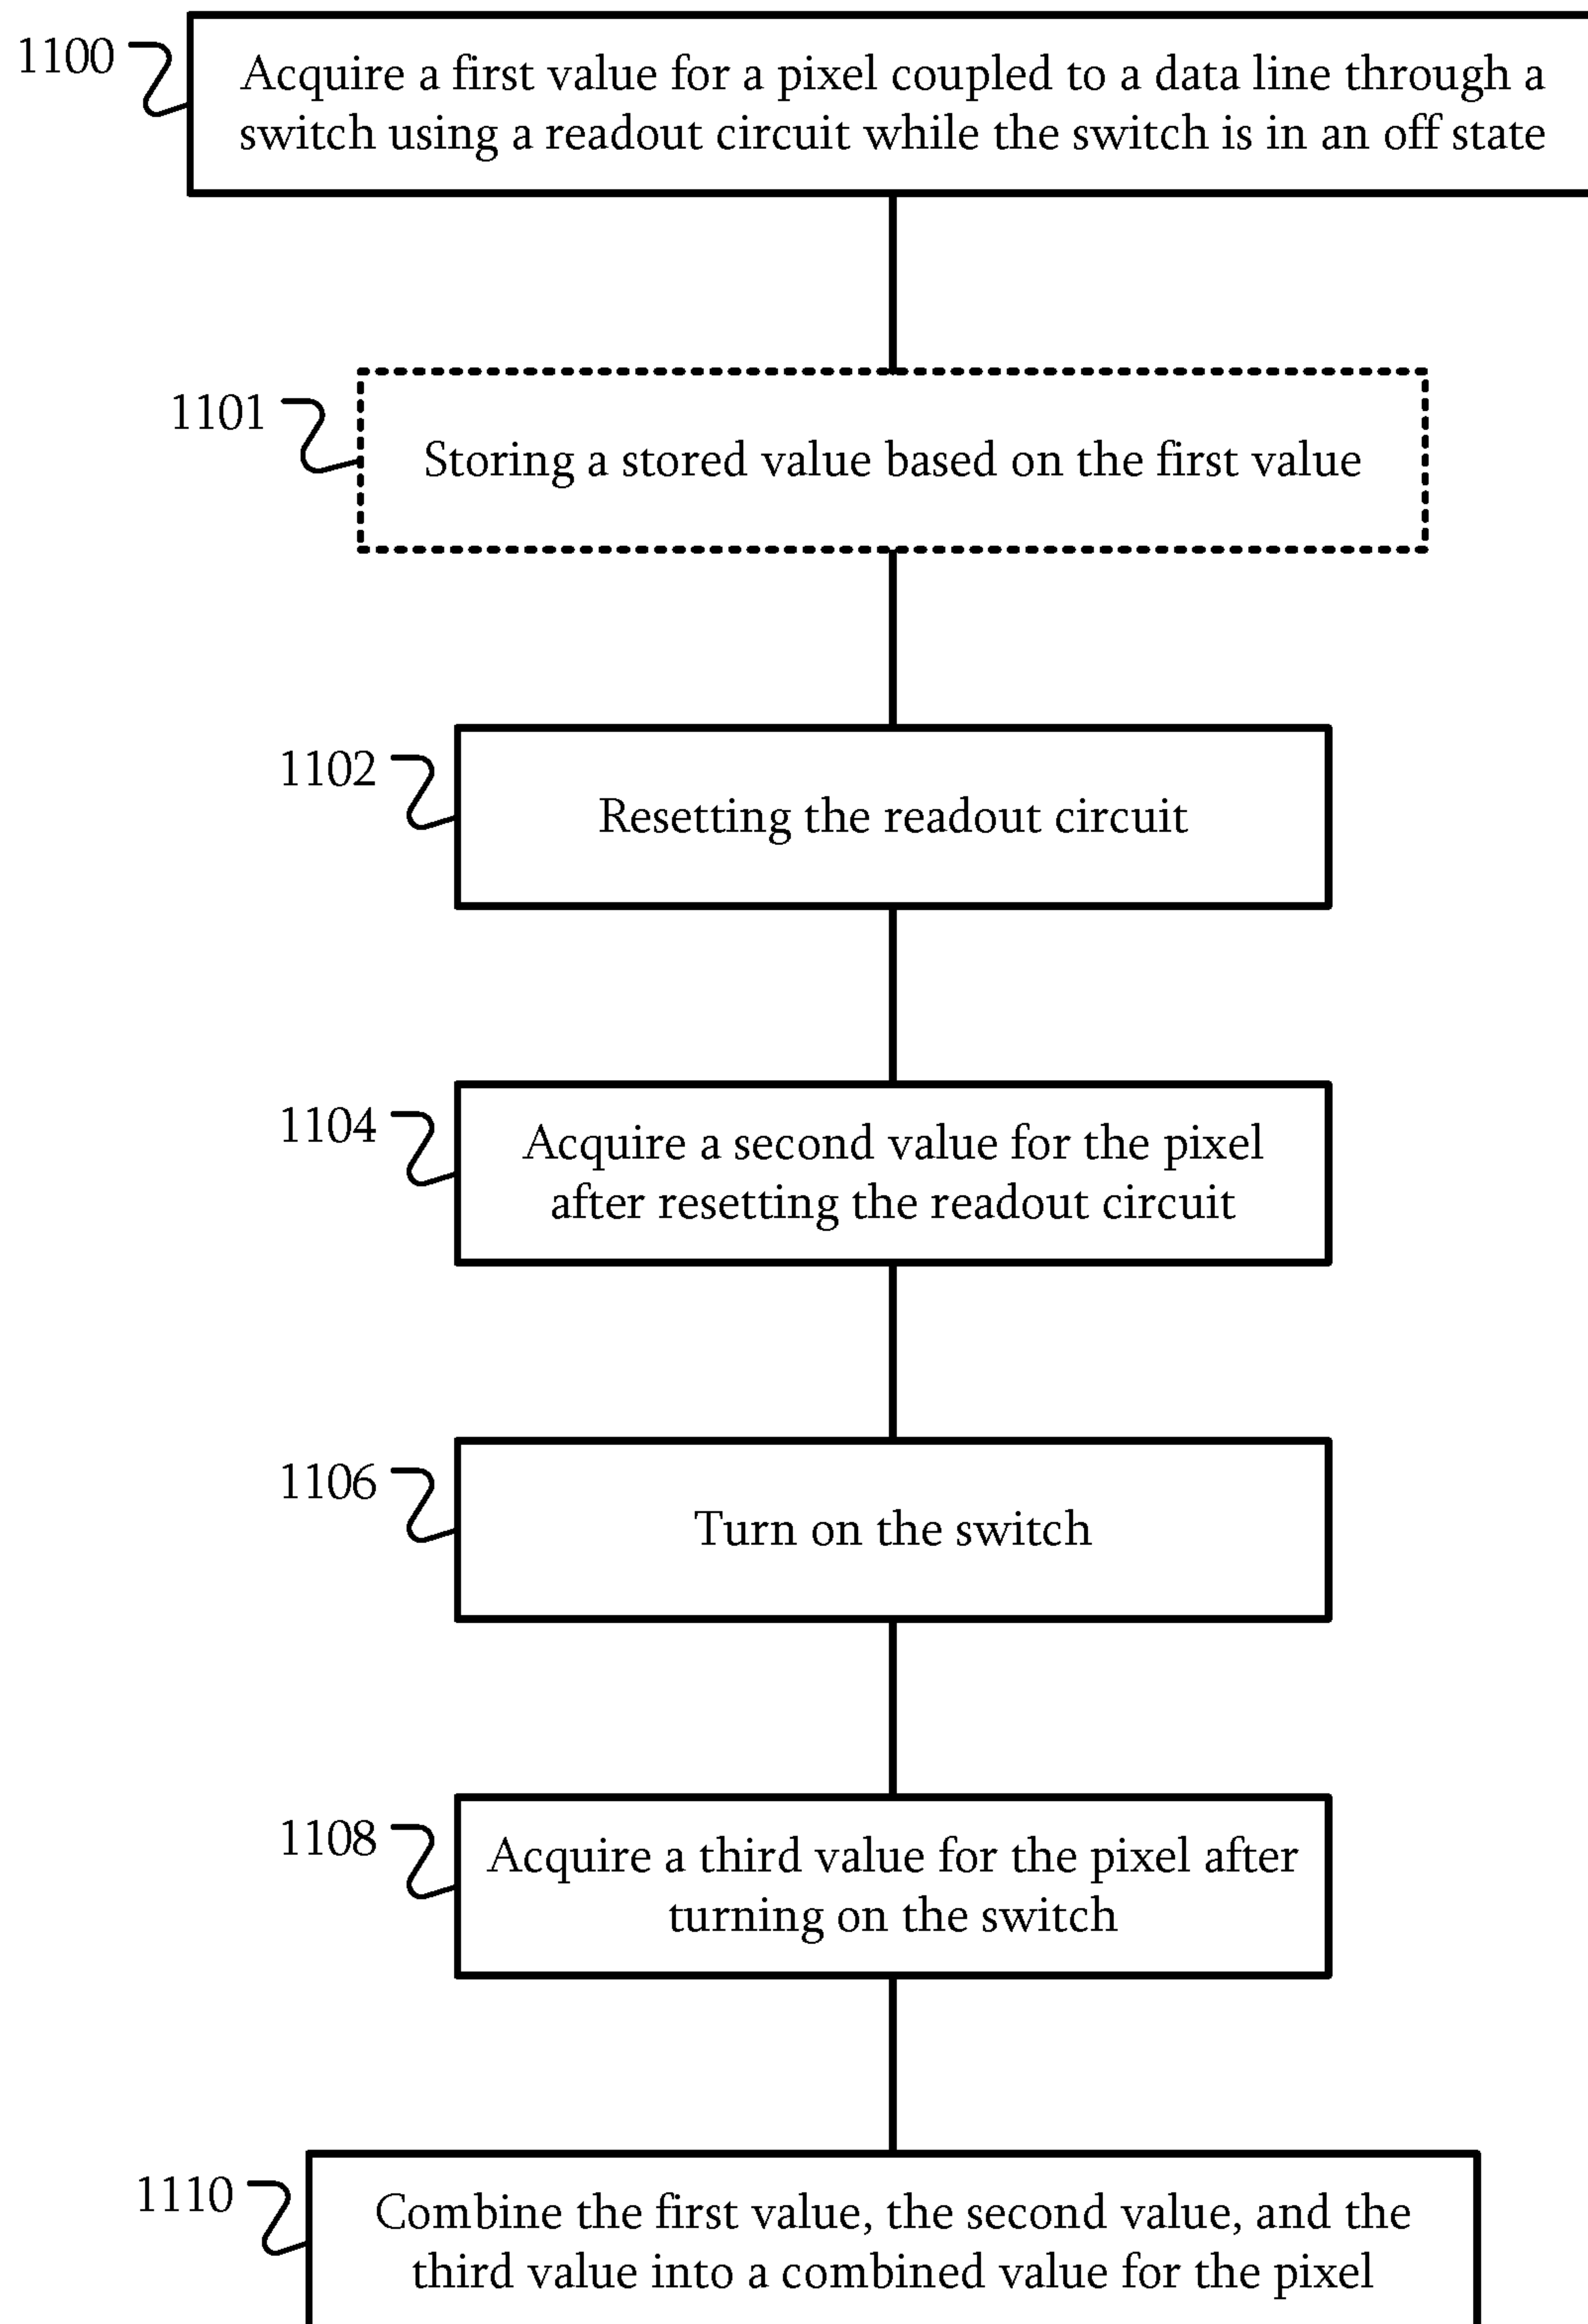 1100
Acquire a first value for a pixel coupled to a data line through a
switch using a readout circuit while the switch is in an off state
1101
Storing a stored value based on the first value
1102
Resetting the readout circuit
1104
Acquire a second value for the pixel
after resetting the readout circuit
1106
Turn on the switch
1108
Acquire a third value for the pixel after
turning on the switch
1110
Combine the first value, the second value, and the
third value into a combined value for the pixel